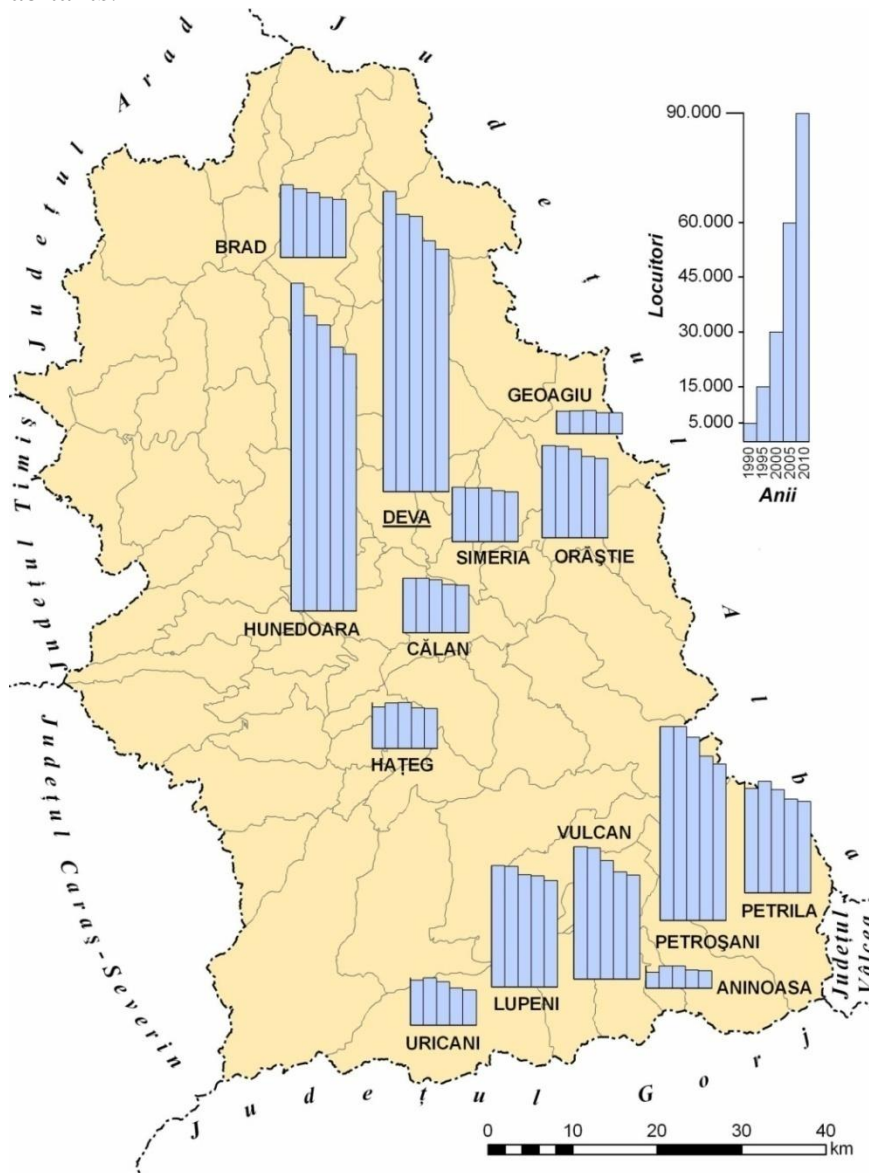 Județul Arad
Județul Alba
90.000
60.000
45.000
30.000
15.000
5.000
Locuitori
1990
1995
2000
2005
2010
Anii
BRAD
GEOAGIU
DEVA
SIMERIA
ORĂȘTIE
HUNEDOARA
CĂLAN
HAȚEG
VULCAN
PETRILA
PETROȘANI
LUPENI
ANINOASA
URICANI
Județul Timiș
Județul Caraș-Severin
Județul Gorj
Județul
Vâlcea
0 10 20 30 40
km